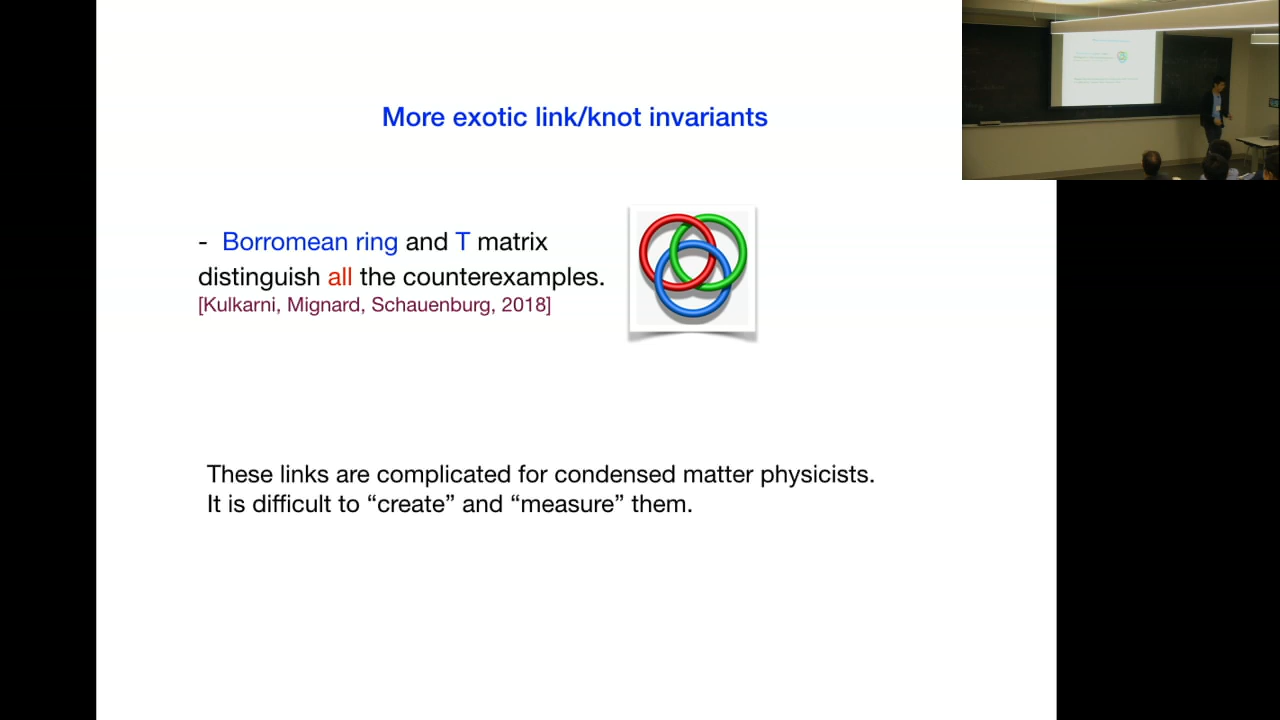 More exotic link/knot invariants
- Borromean ring and T matrix
distinguish all the counterexamples.
[Kulkarni, Mignard, Schauenburg, 2018]
These links are complicated for condensed matter physicists.
It is difficult to “create” and “measure” them.